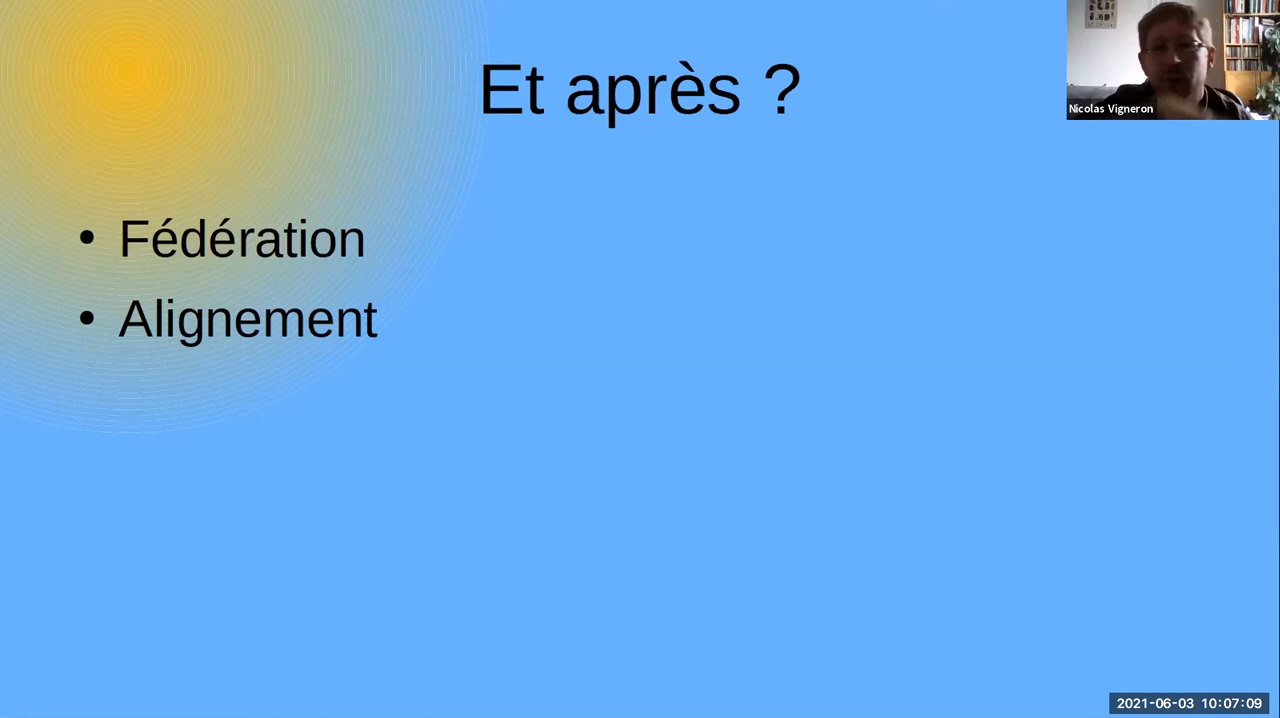 Et après ?
Nicolas Vigneron
• Fédération
• Alignement
2021-06-03 10:07:09